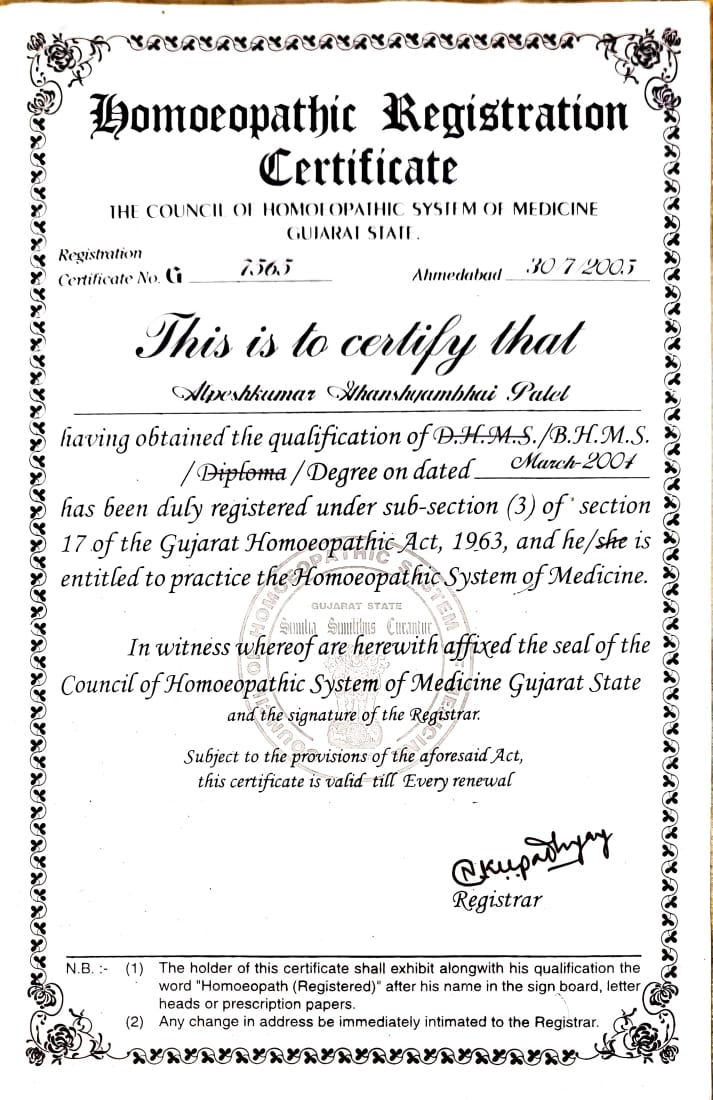 Homoeopathic Registration
Certificate
THE COUNCIL OF HOMOEOPATHIC SYSTEM OF MEDICINE
GUJARAT STATE.
Registration
Certificate No. G 7565 Ahmedabad 30/7/2005
This is to certify that
Alpeshkumar Ghanshyambhai Patel
having obtained the qualification of D.H.M.S./B.H.M.S.
/ Diploma / Degree on dated March-2004
has been duly registered under sub-section (3) of section
17 of the Gujarat Homoeopathic Act, 1963, and he/she is
entitled to practice the Homoeopathic System of Medicine.
GUJARAT STATE
Similia Similibus Curantur
In witness whereof are herewith affixed the seal of the
Council of Homoeopathic System of Medicine Gujarat State
and the signature of the Registrar.
Subject to the provisions of the aforesaid Act,
this certificate is valid till Every renewal
Registrar
N.B. :- (1) The holder of this certificate shall exhibit alongwith his qualification the
word "Homoeopath (Registered)" after his name in the sign board, letter
heads or prescription papers.
(2) Any change in address be immediately intimated to the Registrar.